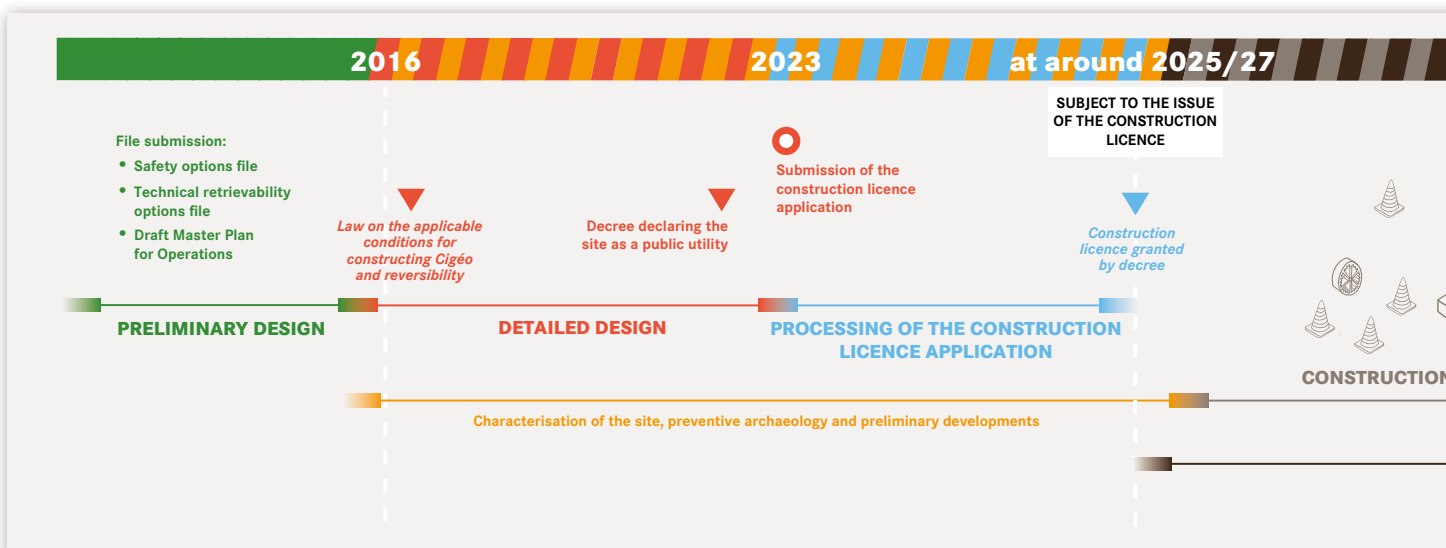 2016
2023
at around 2025/27
SUBJECT TO THE ISSUE
OF THE CONSTRUCTION
LICENCE
File submission:
• Safety options file
• Technical retrievability
options file
• Draft Master Plan
for Operations
Law on the applicable
conditions for
constructing Cigéo
and reversibility
Decree declaring the
site as a public utility
Submission of the
construction licence
application
Construction
licence granted
by decree
PRELIMINARY DESIGN
DETAILED DESIGN
PROCESSING OF THE CONSTRUCTION
LICENCE APPLICATION
CONSTRUCTION
Characterisation of the site, preventive archaeology and preliminary developments